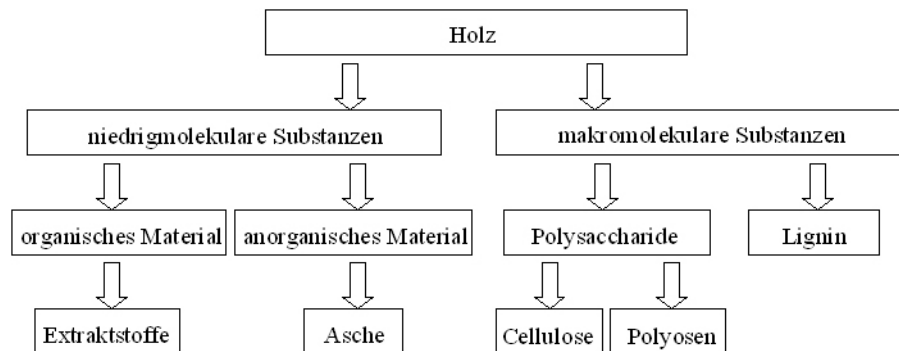 Holz
niedrigmolekulare Substanzen
makromolekulare Substanzen
organisches Material
anorganisches Material
Polysaccharide
Lignin
Extraktstoffe
Asche
Cellulose
Polyosen